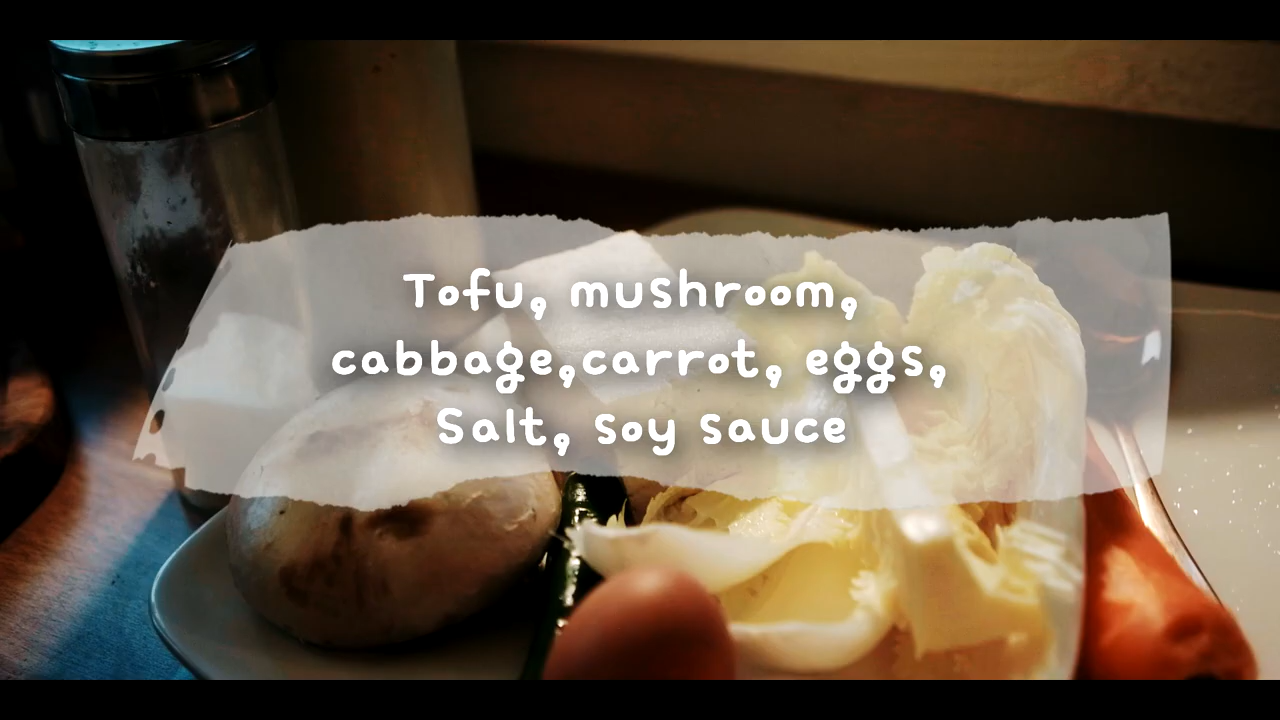 Tofu, mushroom,
cabbage,carrot, eggs,
Salt, soy sauce